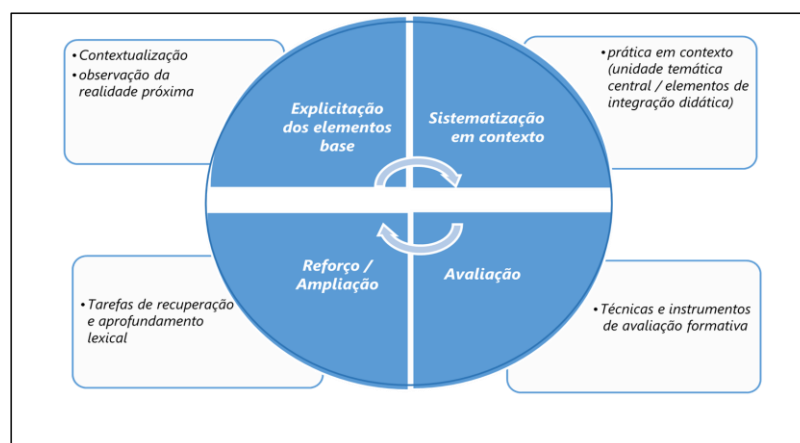 • Contextualização
• observação da
realidade próxima
Explicitação
dos elementos
base
Sistematização
em contexto
• prática em contexto
(unidade temática
central / elementos de
integração didática)
• Tarefas de recuperação
e aprofundamento
lexical
Reforço /
Ampliação
Avaliação
• Técnicas e instrumentos
de avaliação formativa